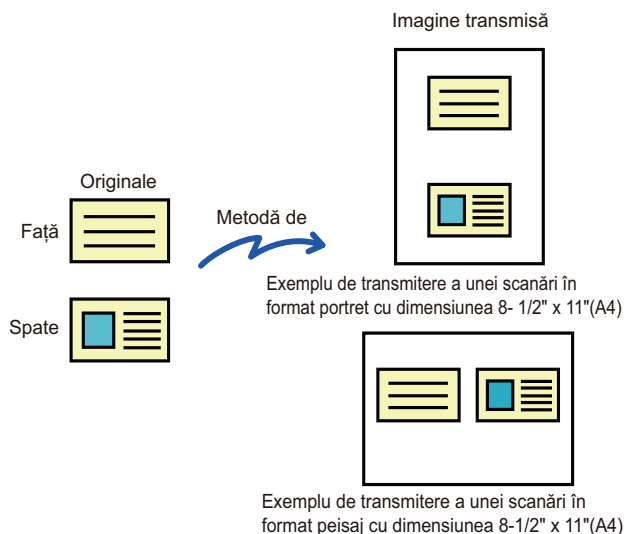 Imagine transmisă
Originale
Față
Metodă de
Spate
Exemplu de transmitere a unei scanări în
format portret cu dimensiunea 8- 1/2" x 11"(A4)
Exemplu de transmitere a unei scanări în
format peisaj cu dimensiunea 8-1/2" x 11"(A4)